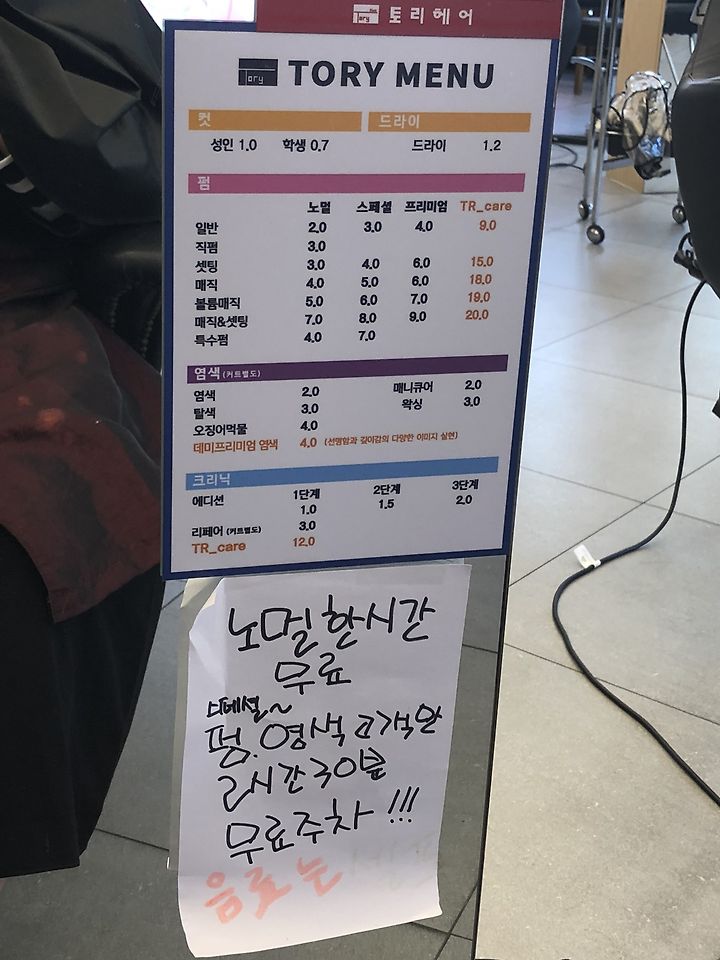 Tory Hair 토리헤어
Tory TORY MENU
컷 드라이
성인 1.0 학생 0.7 드라이 1.2
펌
노멀 스페셜 프리미엄 TR_care
일반 2.0 3.0 4.0 9.0
직펌 3.0
셋팅 3.0 4.0 6.0 15.0
매직 4.0 5.0 6.0 18.0
볼륨매직 5.0 6.0 7.0 19.0
매직&셋팅 7.0 8.0 9.0 20.0
특수펌 4.0 7.0
염색 (커트별도)
염색 2.0 매니큐어 2.0
탈색 3.0 왁싱 3.0
오징어먹물 4.0
데미프리미엄 염색 4.0 (선명함과 깊이감의 다양한 이미지 실현)
크리닉
1단계 2단계 3단계
에디션 1.0 1.5 2.0
리페어 (커트별도) 3.0
TR_care 12.0
노멀 한시간
무료
스페셜~
펌. 염색 고객만
2시간 30분
무료주차 !!!
음료는